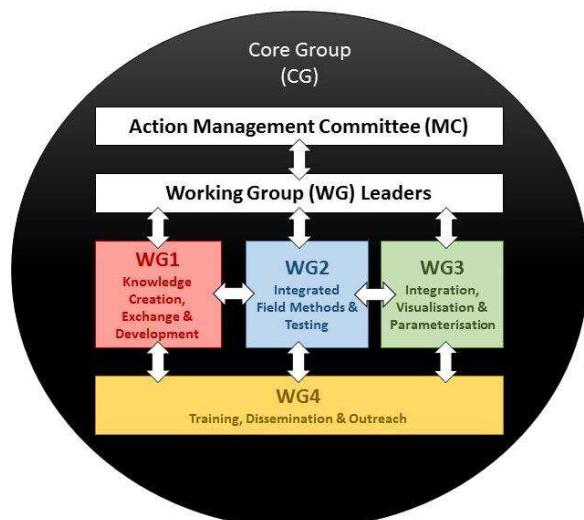 Core Group
(CG)
Action Management Committee (MC)
Working Group (WG) Leaders
WG1
Knowledge
Creation,
Exchange &
Development
WG2
Integrated
Field Methods &
Testing
WG3
Integration,
Visualisation &
Parameterisation
WG4
Training, Dissemination & Outreach